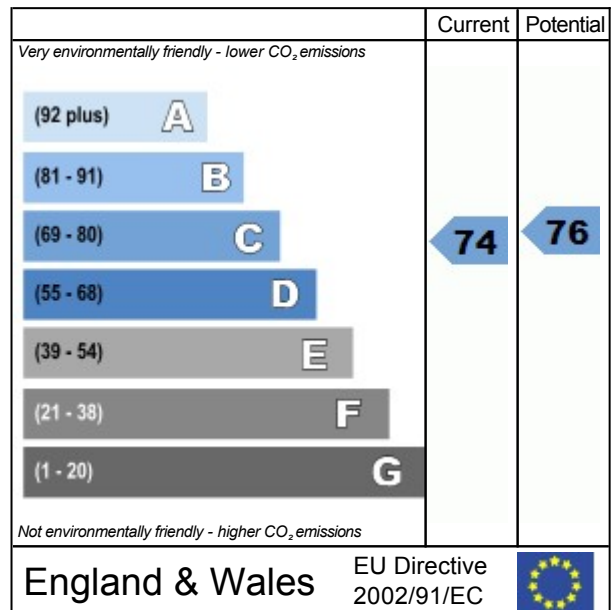 Current Potential
Very environmentally friendly - lower CO₂ emissions
(92 plus) A
(81 - 91) B
(69 - 80) C
74
76
(55 - 68) D
(39 - 54) E
(21 - 38) F
(1 - 20) G
Not environmentally friendly - higher CO₂ emissions
England & Wales
EU Directive
2002/91/EC